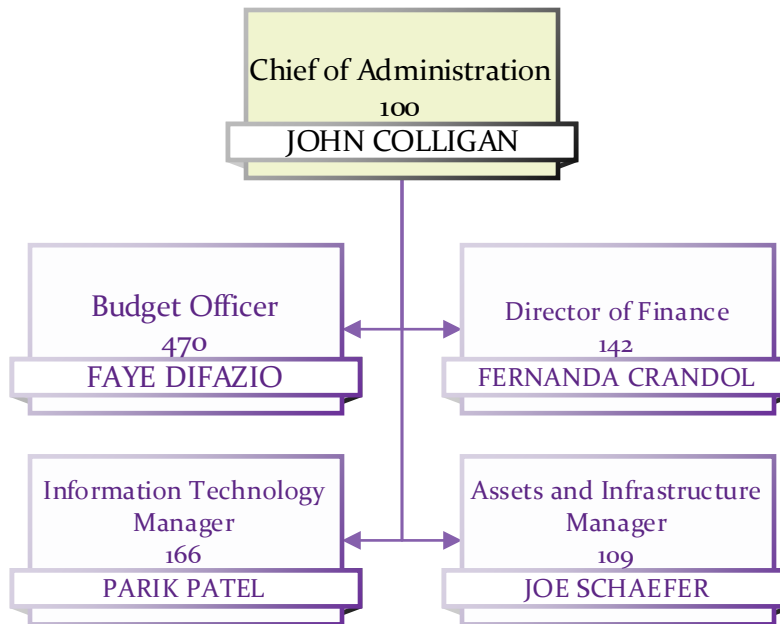 Chief of Administration
100
JOHN COLLIGAN
Budget Officer
470
FAYE DIFAZIO
Director of Finance
142
FERNANDA CRANDOL
Information Technology
Manager
166
PARIK PATEL
Assets and Infrastructure
Manager
109
JOE SCHAEFER